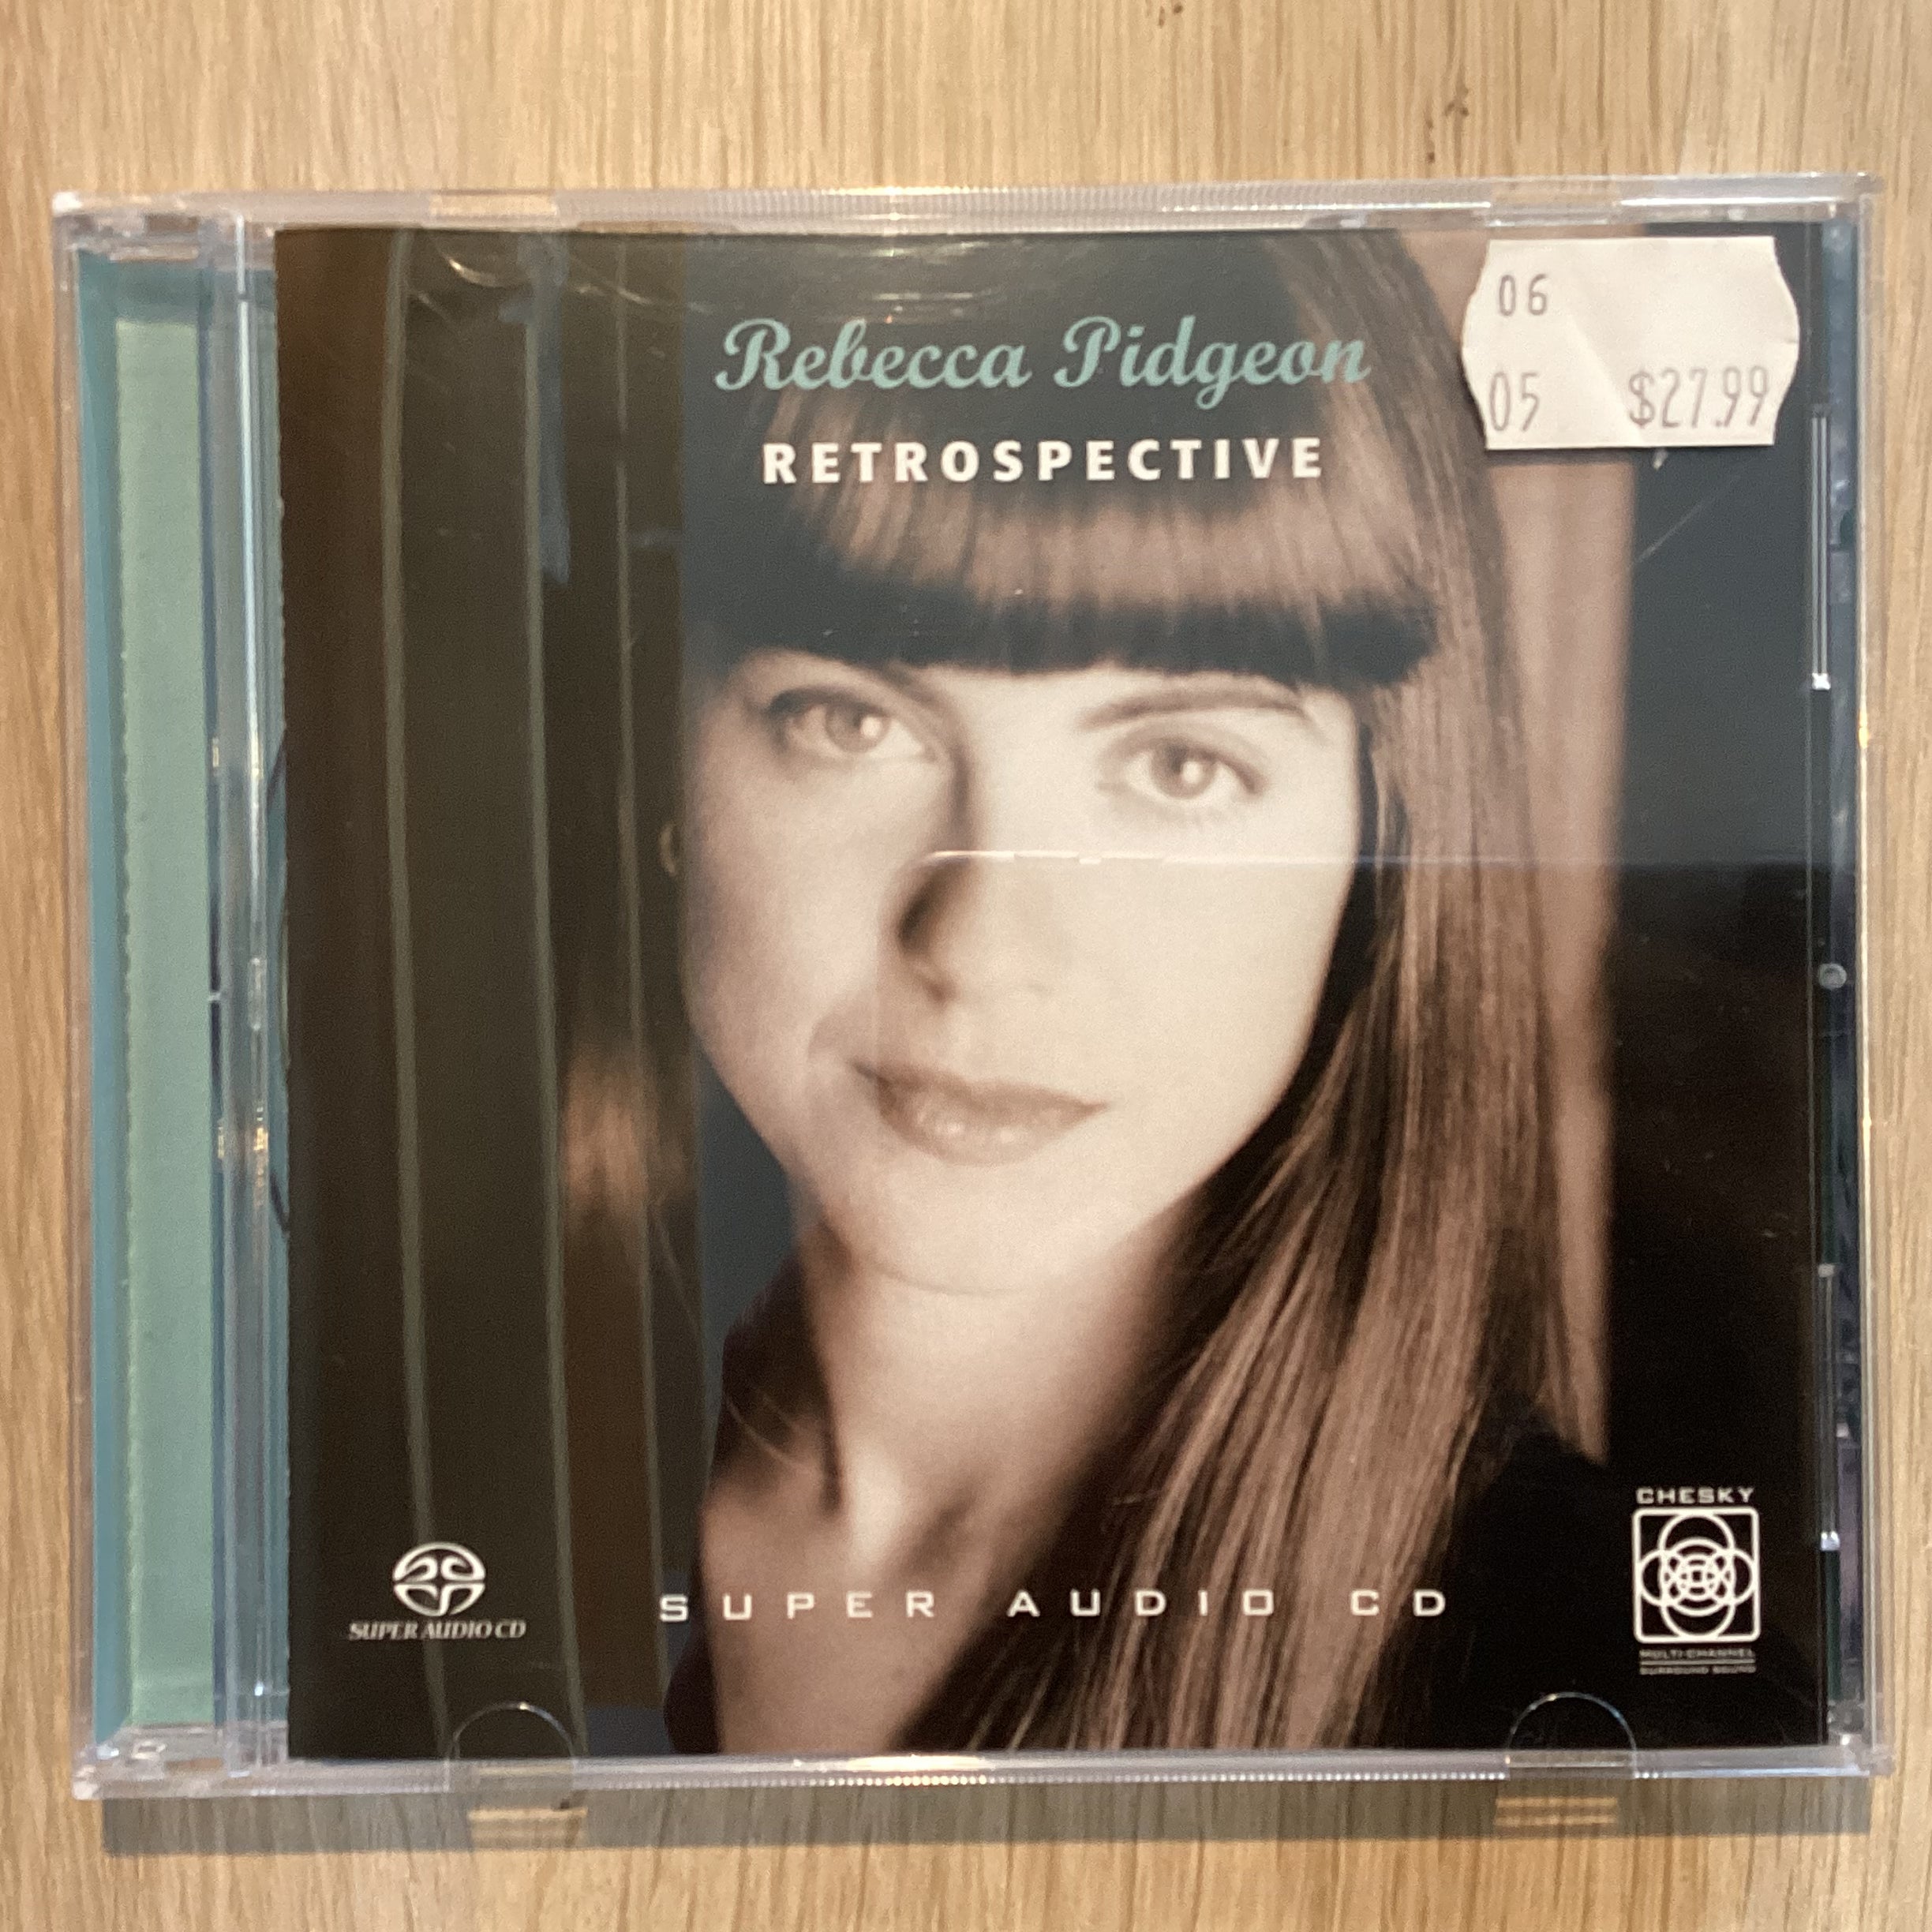 Rebecca Pidgeon
RETROSPECTIVE
06
05 $27.99
SUPER AUDIO CD
SUPER AUDIO CD
CHESKY
MULTI-CHANNEL
SURROUND SOUND